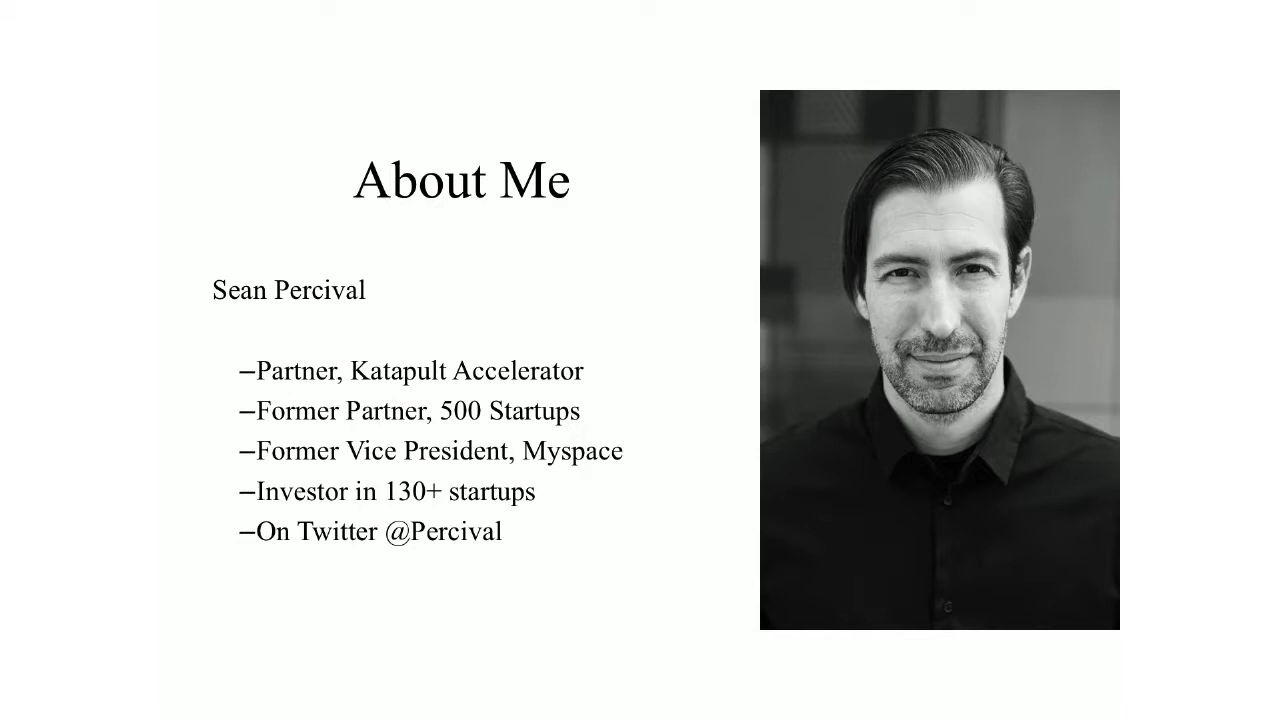 About Me
Sean Percival
–Partner, Katapult Accelerator
–Former Partner, 500 Startups
–Former Vice President, Myspace
–Investor in 130+ startups
–On Twitter @Percival